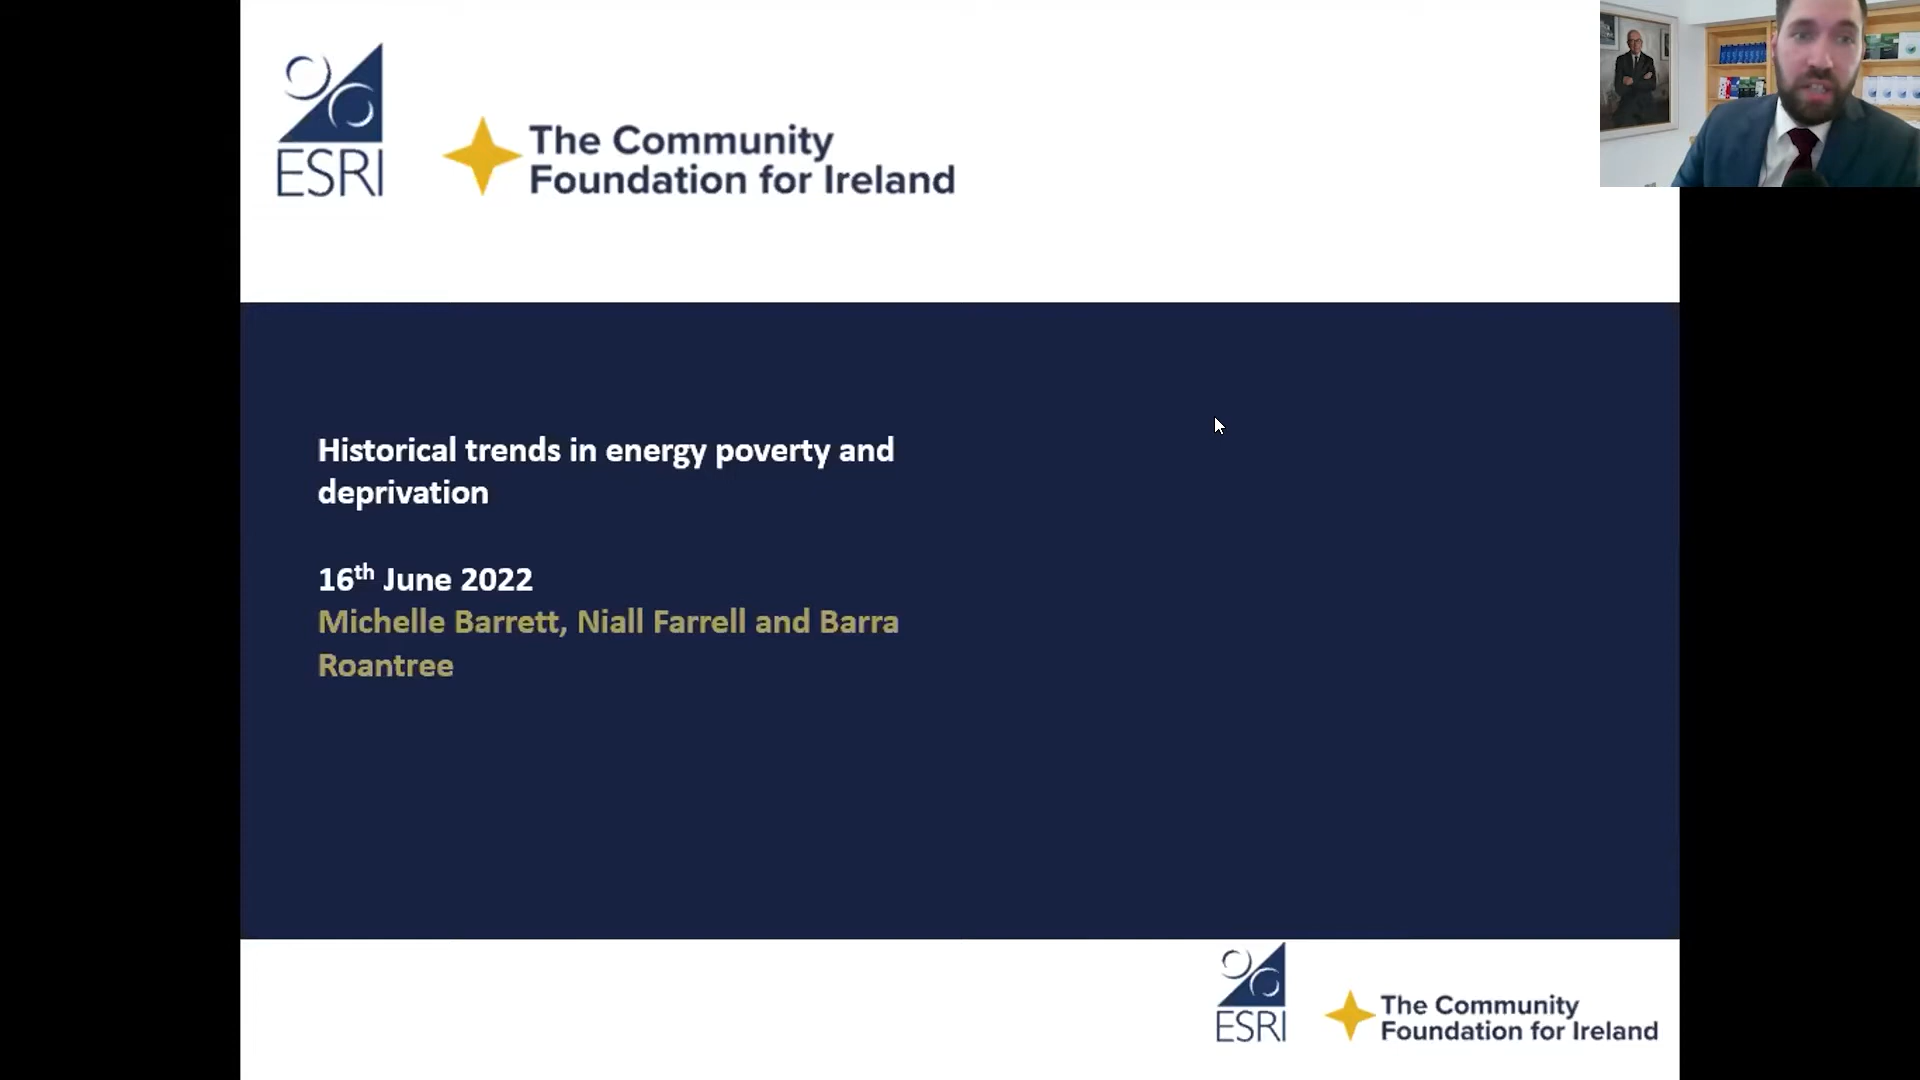 ESRI
The Community
Foundation for Ireland
Historical trends in energy poverty and
deprivation
16th June 2022
Michelle Barrett, Niall Farrell and Barra
Roantree
ESRI
The Community
Foundation for Ireland